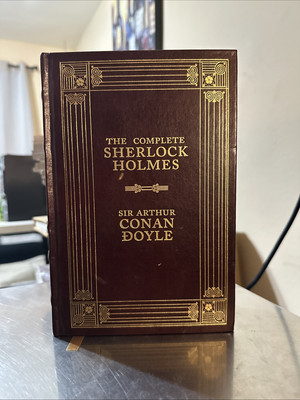 THE COMPLETE
SHERLOCK
HOLMES
SIR ARTHUR
CONAN
DOYLE